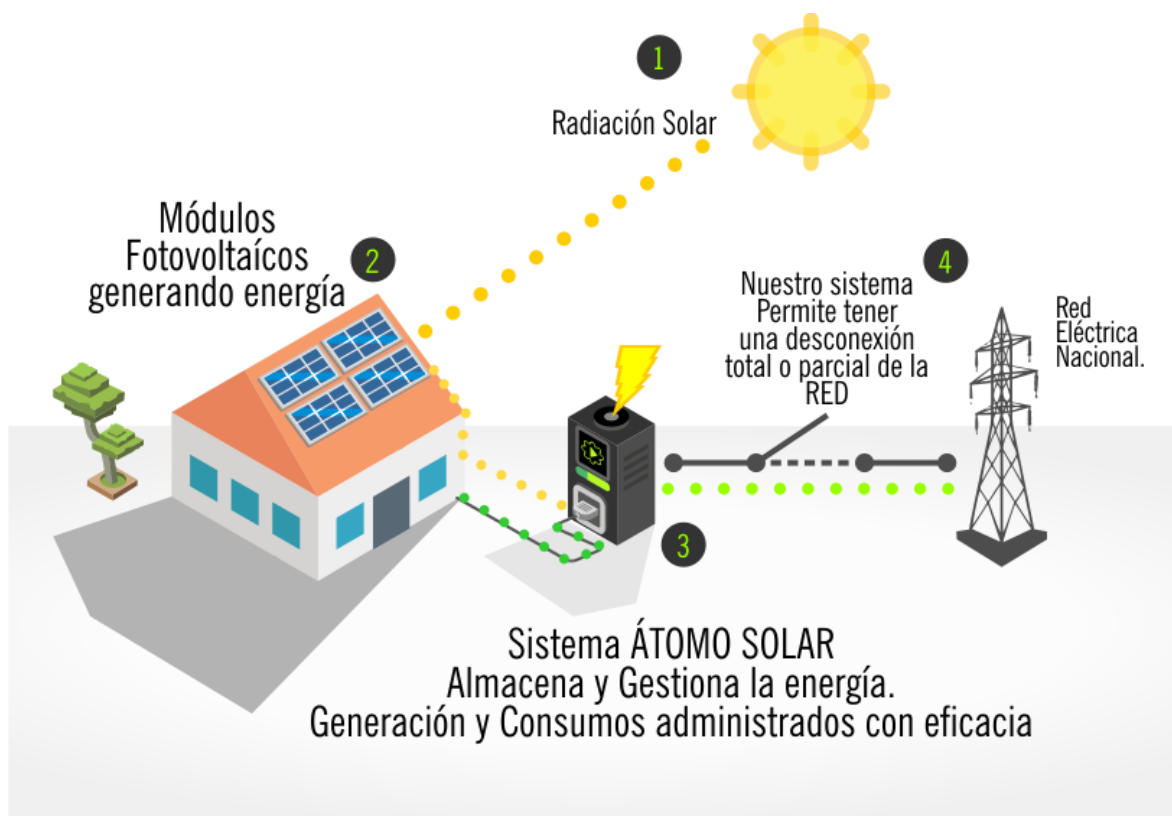 1
Radiación Solar
Módulos
Fotovoltaícos
generando energía
2
4
Nuestro sistema
Permite tener
una desconexión
total o parcial de la
RED
Red
Eléctrica
Nacional.
3
Sistema ÁTOMO SOLAR
Almacena y Gestiona la energía.
Generación y Consumos administrados con eficacia